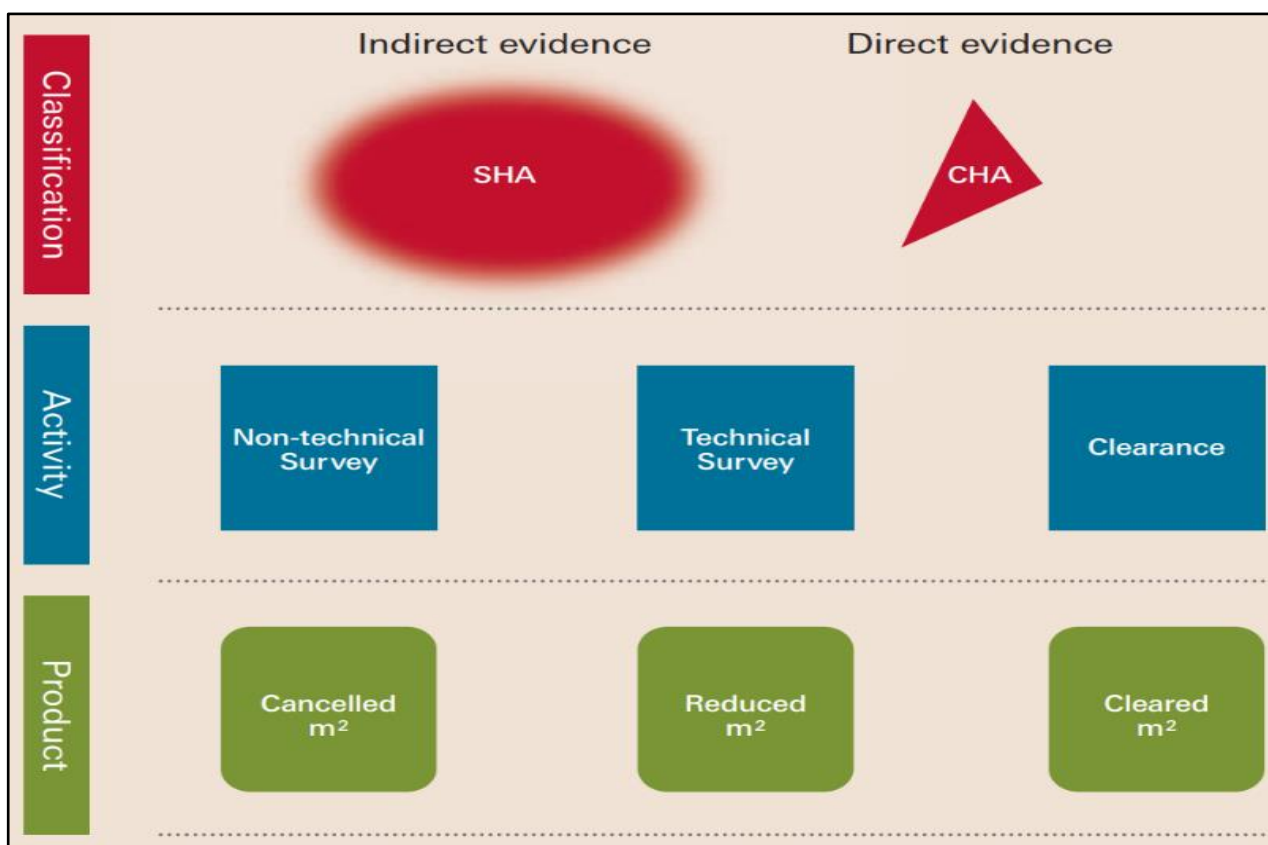 Classification
Indirect evidence
Direct evidence
SHA
CHA
Activity
Non-technical
Survey
Technical
Survey
Clearance
Product
Cancelled
m²
Reduced
m²
Cleared
m²